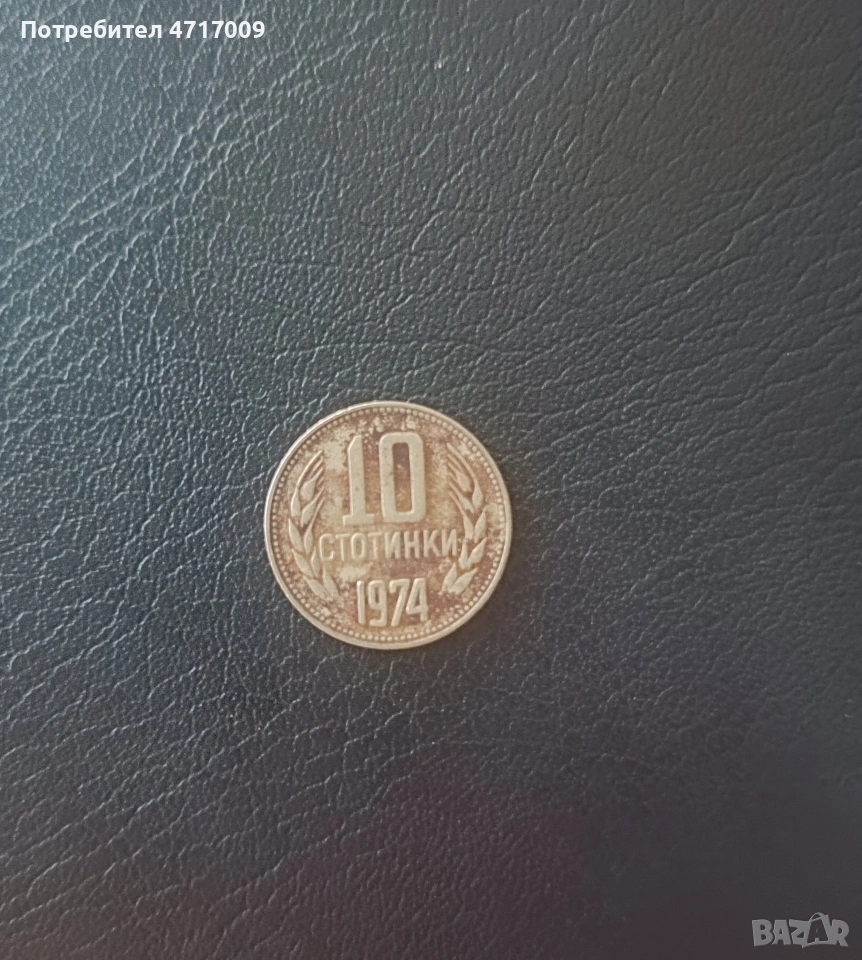 Потребител 4717009
10
СТОТИНКИ
1974
BAZAR